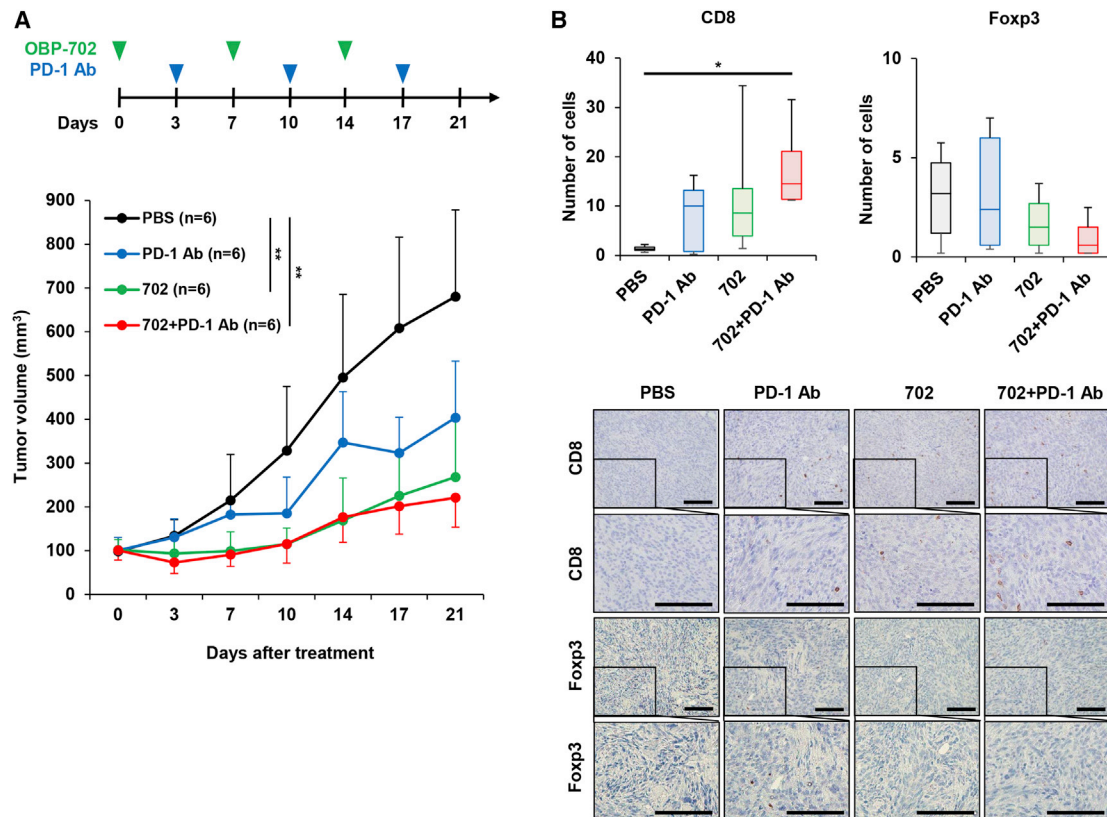 A
OBP-702
PD-1 Ab
Days 0 3 7 10 14 17 21
900
800
700
600
500
400
300
200
100
0
Tumor volume (mm³)
PBS (n=6)
PD-1 Ab (n=6)
702 (n=6)
702+PD-1 Ab (n=6)
**
**
0 3 7 10 14 17 21
Days after treatment
B
CD8
Number of cells
40
30
20
10
0
*
PBS
PD-1 Ab
702
702+PD-1 Ab
Foxp3
Number of cells
10
5
0
PBS
PD-1 Ab
702
702+PD-1 Ab
PBS PD-1 Ab 702 702+PD-1 Ab
CD8
CD8
Foxp3
Foxp3